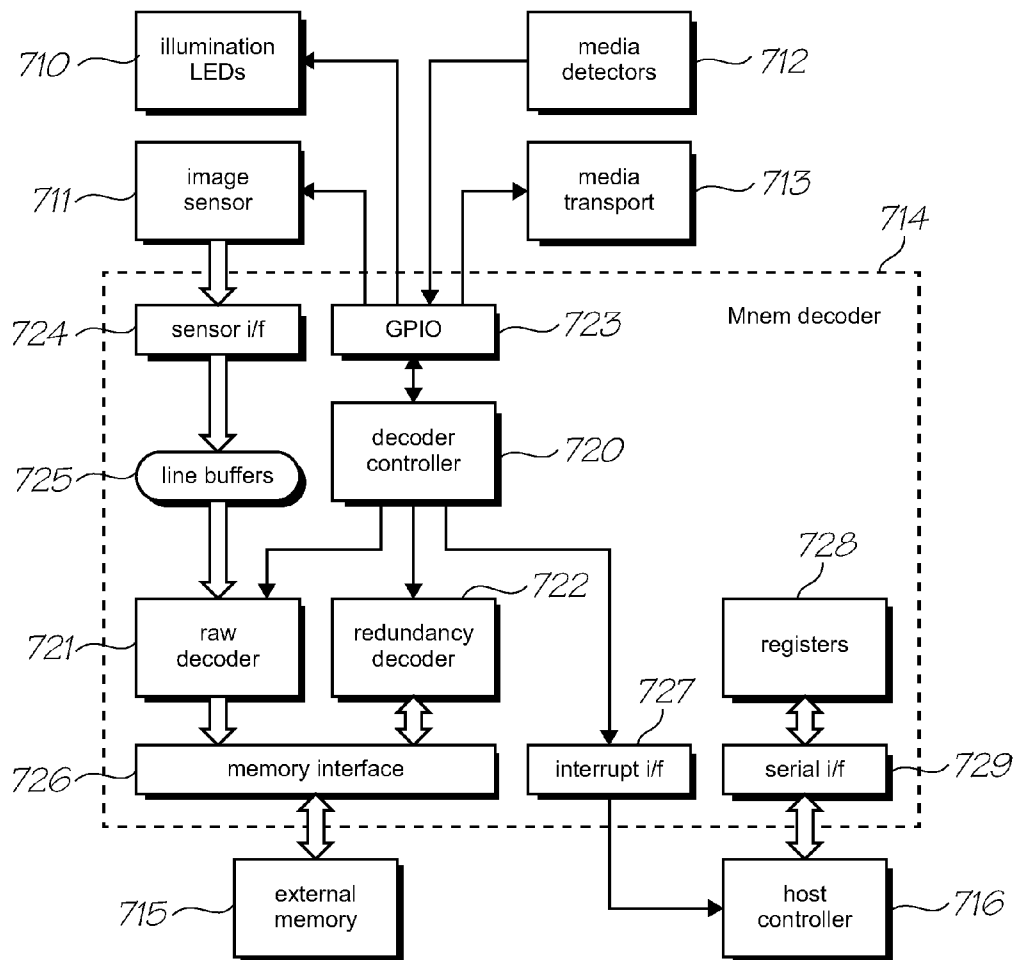 710
illumination
LEDs
media
detectors
712
711
image
sensor
media
transport
713
714
724
sensor i/f
GPIO
723
Mnem decoder
725
line buffers
decoder
controller
720
721
raw
decoder
redundancy
decoder
722
728
registers
726
memory interface
727
interrupt i/f
serial i/f
729
715
external
memory
host
controller
716